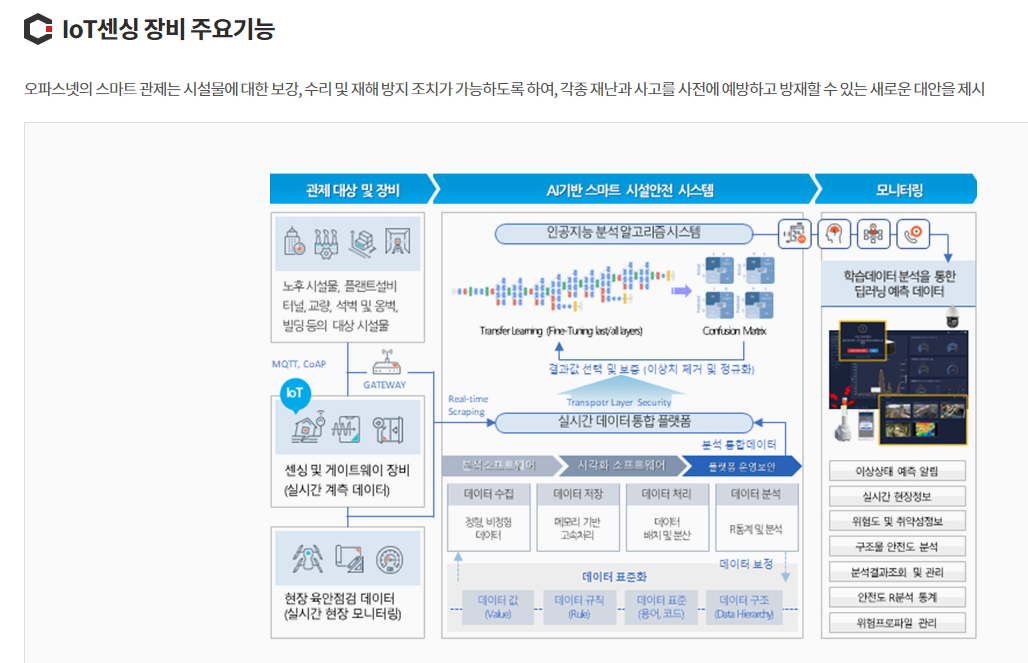 IoT센싱 장비 주요기능
오파스넷의 스마트 관제는 시설물에 대한 보강, 수리 및 재해 방지 조치가 가능하도록 하여, 각종 재난과 사고를 사전에 예방하고 방재할 수 있는 새로운 대안을 제시
관제 대상 및 장비
노후 시설물, 플랜트설비
터널, 교량, 석벽 및 옹벽,
빌딩 등의 대상 시설물
MQTT, CoAP
GATEWAY
IoT
센싱 및 게이트웨이 장비
(실시간 계측 데이터)
현장 육안점검 데이터
(실시간 현장 모니터링)
AI기반 스마트 시설안전 시스템
인공지능 분석 알고리즘 시스템
Transfer Learning (Fine-Tuning last/all layers)
Confusion Matrix
결과값 선택 및 보증 (이상치 제거 및 정규화)
Real-time
Scraping
Transpotr Layer Security
실시간 데이터 통합 플랫폼
분석 통합데이터
분석소프트웨어
시각화 소프트웨어
플랫폼 운영보안
데이터 수집
정형, 비정형
데이터
데이터 저장
메모리 기반
고속처리
데이터 처리
데이터
배치 및 분산
데이터 분석
R통계 및 분석
데이터 보정
데이터 표준화
데이터 값
(Value)
데이터 규칙
(Rule)
데이터 표준
(용어, 코드)
데이터 구조
(Data Hierarchy)
모니터링
학습데이터 분석을 통한
딥러닝 예측 데이터
이상상태 예측 알림
실시간 현장정보
위험도 및 취약성정보
구조물 안전도 분석
분석결과조회 및 관리
안전도 R분석 통계
위험프로파일 관리